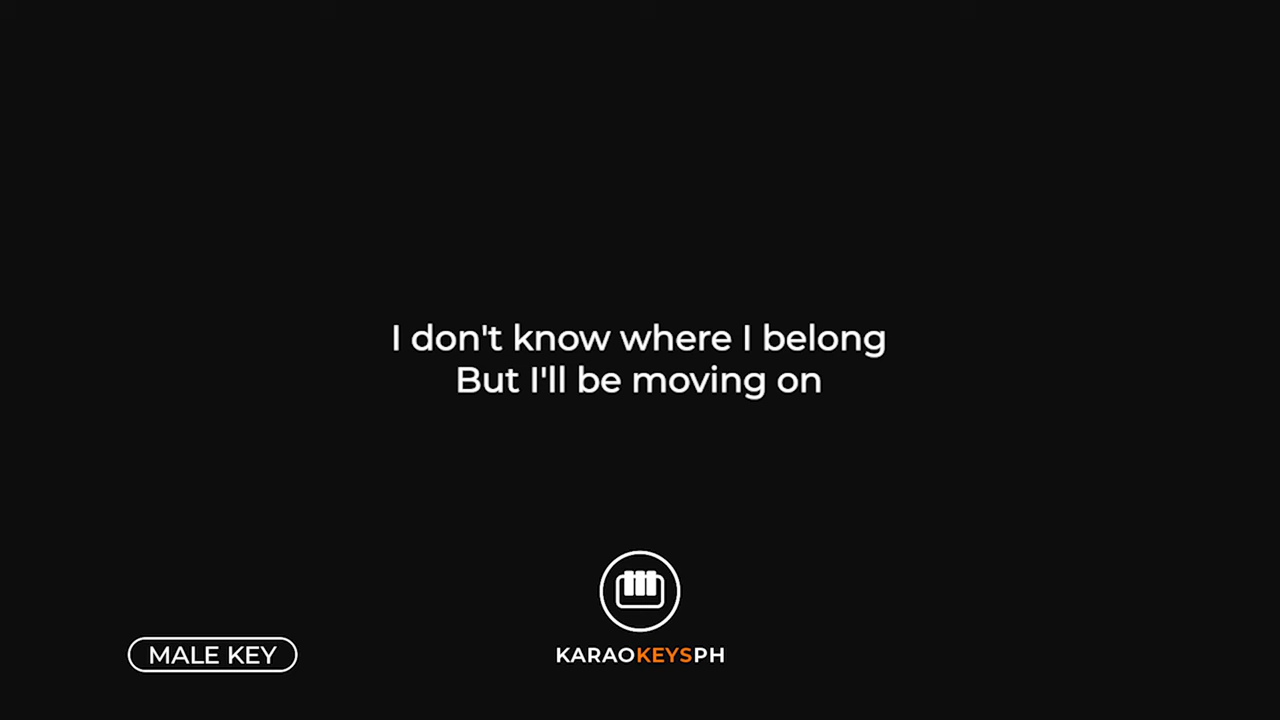 I don't know where I belong
But I'll be moving on
MALE KEY
KARAOKEYSPH